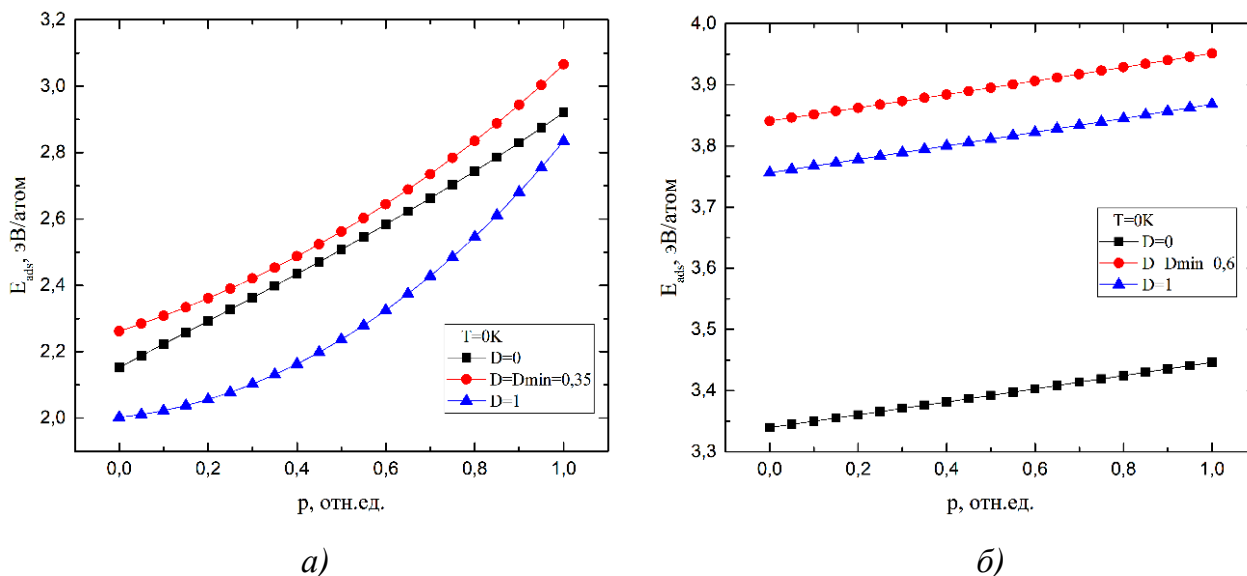 3,2
3,0
2,8
2,6
2,4
2,2
2,0
E_ads, эВ/атом
0,0 0,2 0,4 0,6 0,8 1,0
p, отн.ед.
T=0K
D=0
D=Dmin=0,35
D=1
а)
4,0
3,9
3,8
3,7
3,6
3,5
3,4
3,3
E_ads, эВ/атом
0,0 0,2 0,4 0,6 0,8 1,0
p, отн.ед.
T=0K
D=0
D Dmin 0,6
D=1
б)